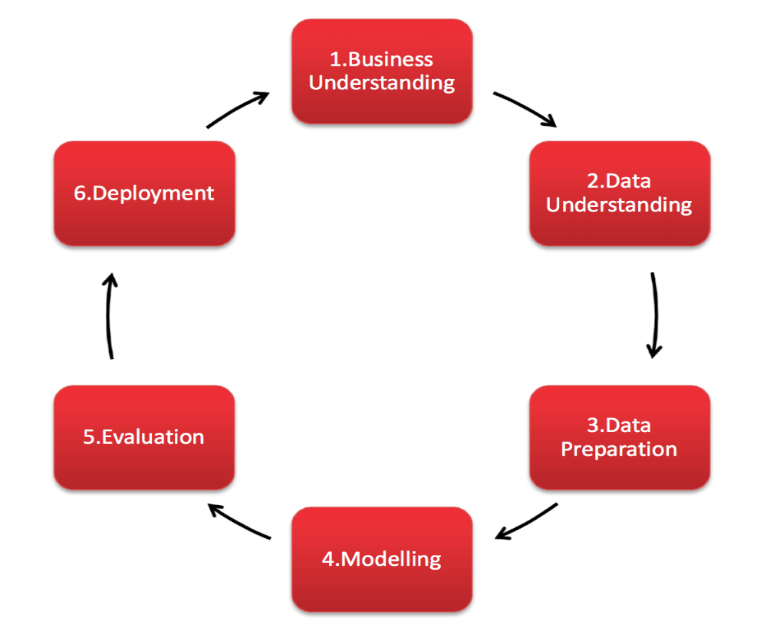 1.Business
Understanding
2.Data
Understanding
3.Data
Preparation
4.Modelling
5.Evaluation
6.Deployment